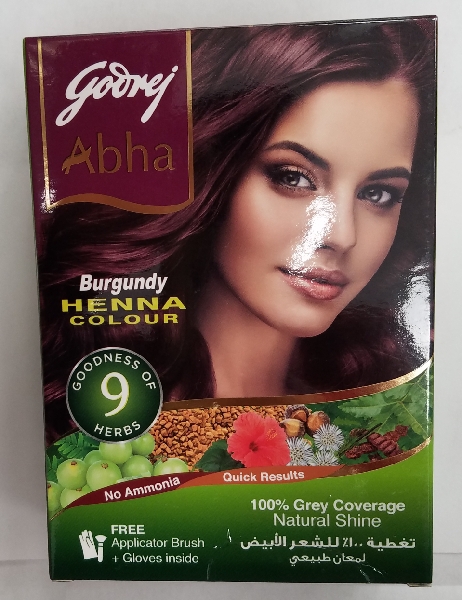 Godrej
Abha
Burgundy
HENNA
COLOUR
GOODNESS OF
9
HERBS
No Ammonia
Quick Results
FREE
Applicator Brush
+ Gloves inside
100% Grey Coverage
Natural Shine
تغطية ١٠٠٪ للشعر الأبيض
لمعان طبيعي